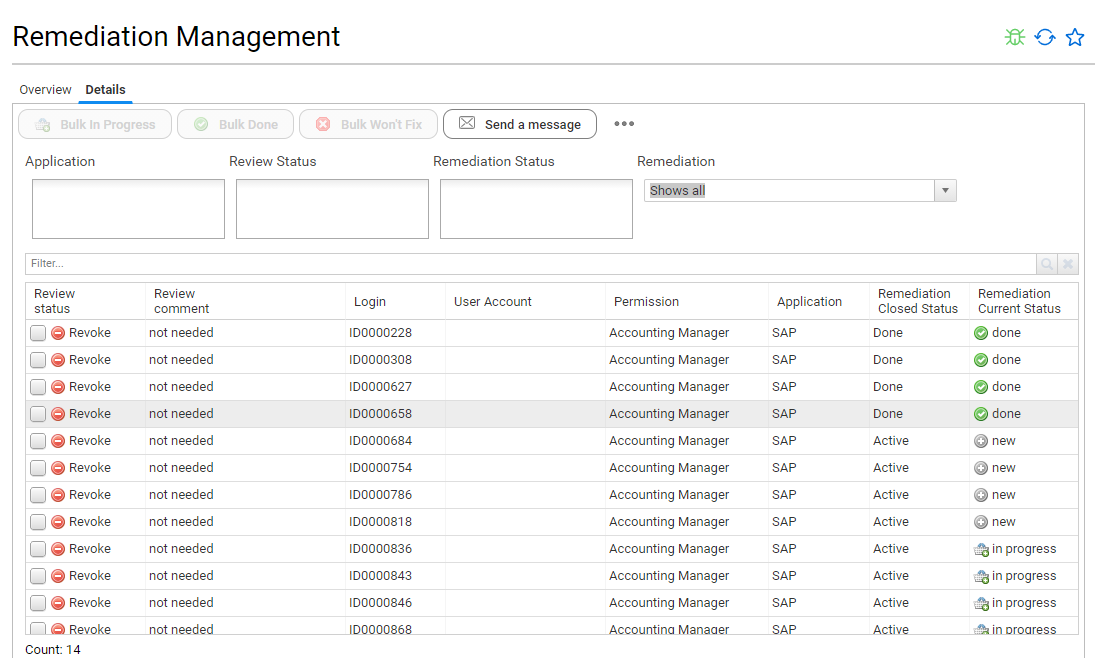 Remediation Management
Overview Details
Bulk In Progress Bulk Done Bulk Won't Fix Send a message
Application Review Status Remediation Status Remediation
Shows all
Filter...
Review status Review comment Login User Account Permission Application Remediation Closed Status Remediation Current Status
Revoke not needed ID0000228 Accounting Manager SAP Done done
Revoke not needed ID0000308 Accounting Manager SAP Done done
Revoke not needed ID0000627 Accounting Manager SAP Done done
Revoke not needed ID0000658 Accounting Manager SAP Done done
Revoke not needed ID0000684 Accounting Manager SAP Active new
Revoke not needed ID0000754 Accounting Manager SAP Active new
Revoke not needed ID0000786 Accounting Manager SAP Active new
Revoke not needed ID0000818 Accounting Manager SAP Active new
Revoke not needed ID0000836 Accounting Manager SAP Active in progress
Revoke not needed ID0000843 Accounting Manager SAP Active in progress
Revoke not needed ID0000846 Accounting Manager SAP Active in progress
Revoke not needed ID0000868 Accounting Manager SAP Active in progress
Count: 14